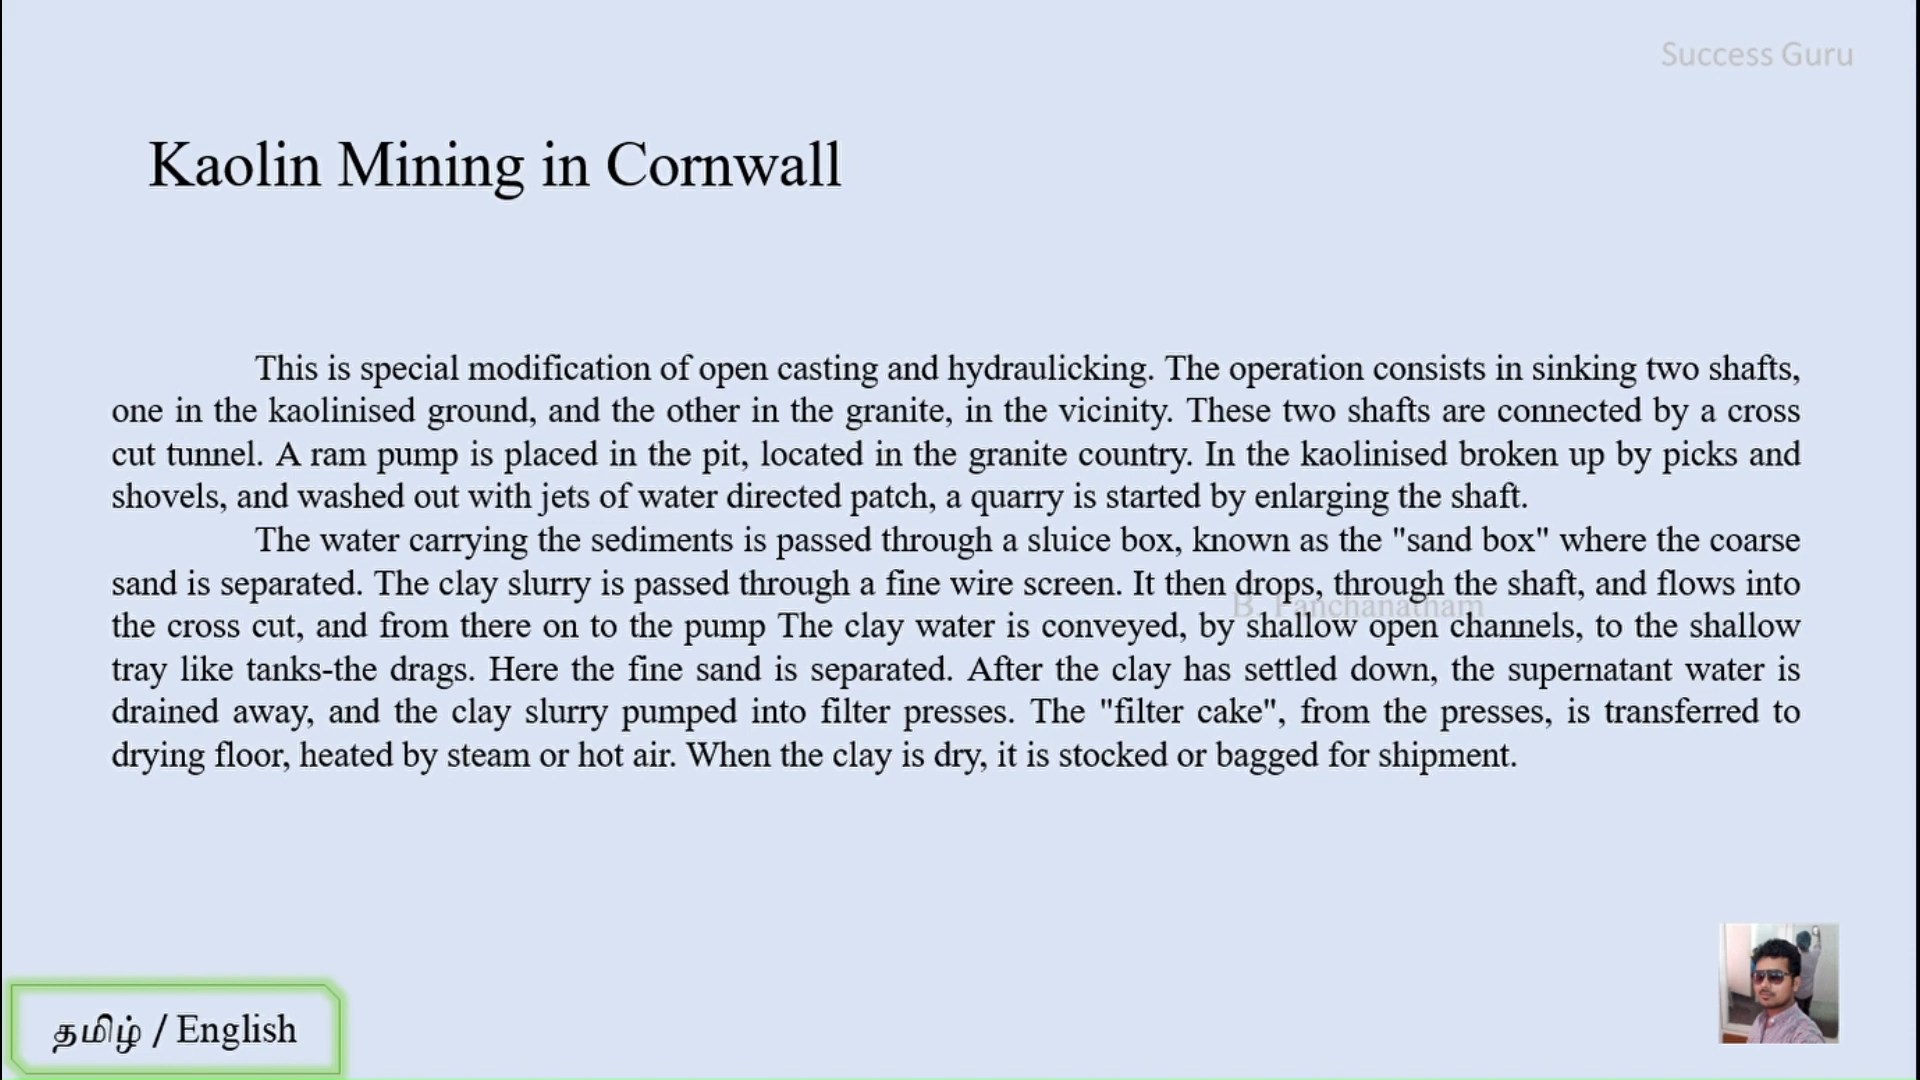 Success Guru
Kaolin Mining in Cornwall
This is special modification of open casting and hydraulicking. The operation consists in sinking two shafts,
one in the kaolinised ground, and the other in the granite, in the vicinity. These two shafts are connected by a cross
cut tunnel. A ram pump is placed in the pit, located in the granite country. In the kaolinised broken up by picks and
shovels, and washed out with jets of water directed patch, a quarry is started by enlarging the shaft.
The water carrying the sediments is passed through a sluice box, known as the "sand box" where the coarse
sand is separated. The clay slurry is passed through a fine wire screen. It then drops, through the shaft, and flows into
B. Panchanatham
the cross cut, and from there on to the pump The clay water is conveyed, by shallow open channels, to the shallow
tray like tanks-the drags. Here the fine sand is separated. After the clay has settled down, the supernatant water is
drained away, and the clay slurry pumped into filter presses. The "filter cake", from the presses, is transferred to
drying floor, heated by steam or hot air. When the clay is dry, it is stocked or bagged for shipment.
தமிழ் / English